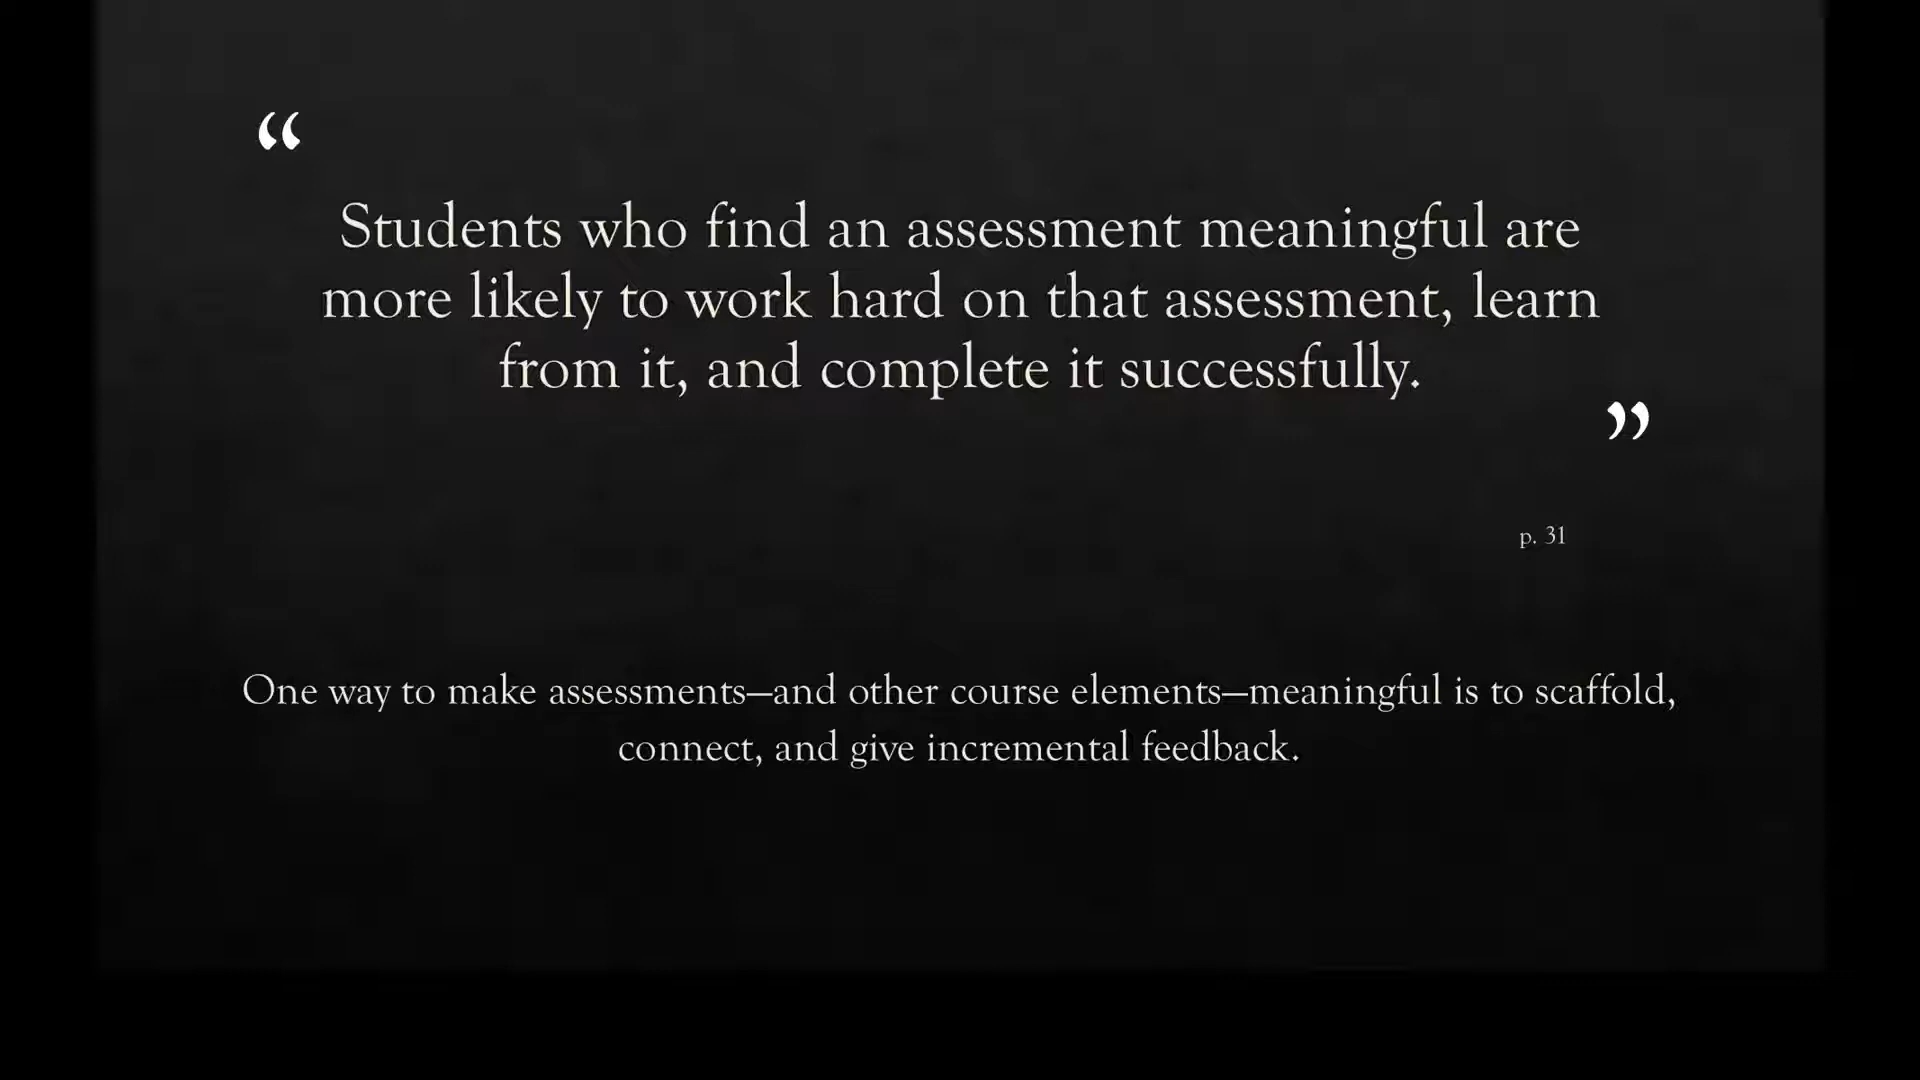 “
Students who find an assessment meaningful are
more likely to work hard on that assessment, learn
from it, and complete it successfully.
”
p. 31
One way to make assessments—and other course elements—meaningful is to scaffold,
connect, and give incremental feedback.